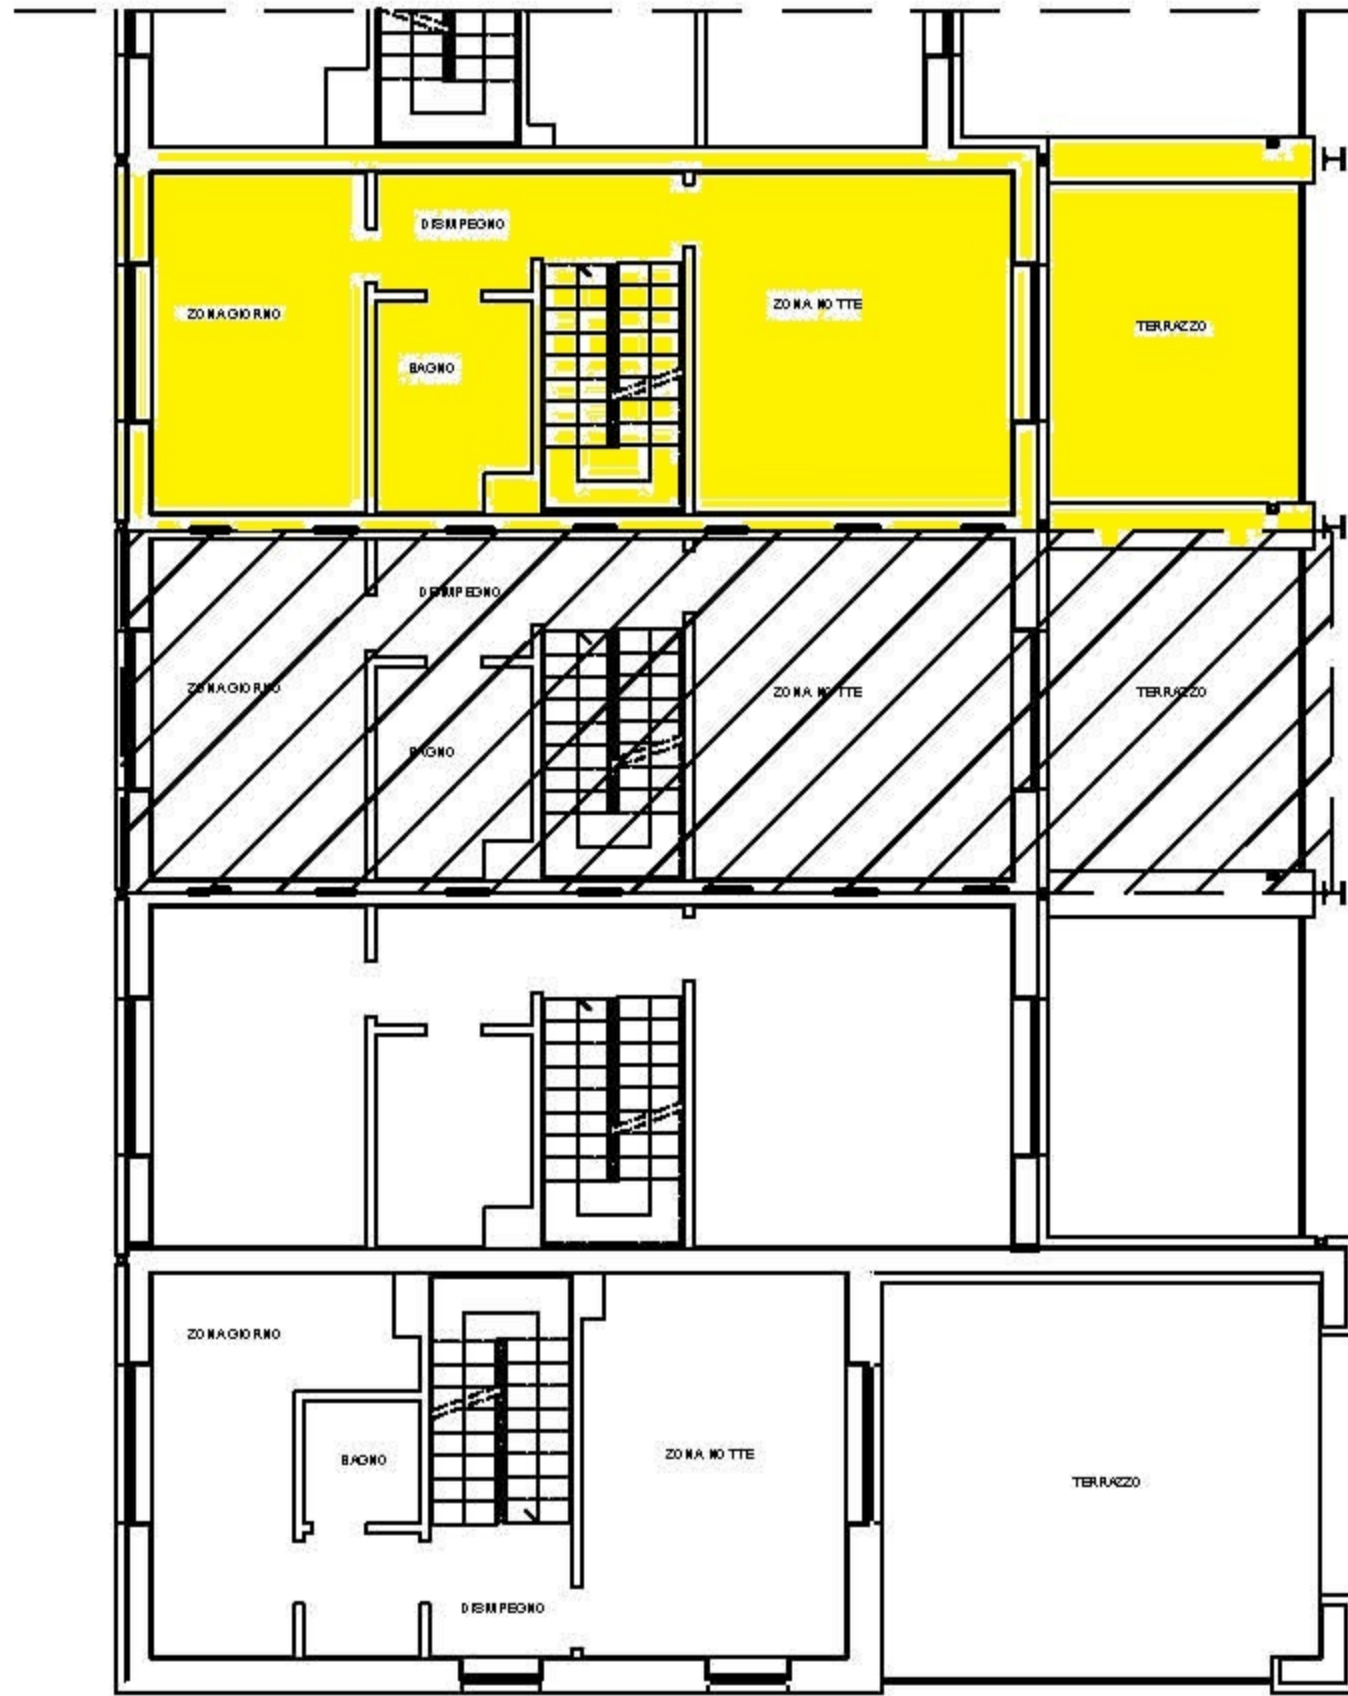 DISIMPEGNO
ZONA GIORNO
ZONA NOTTE
TERRAZZO
BAGNO
DISIMPEGNO
ZONA GIORNO
ZONA NOTTE
TERRAZZO
BAGNO
ZONA GIORNO
BAGNO
ZONA NOTTE
TERRAZZO
DISIMPEGNO